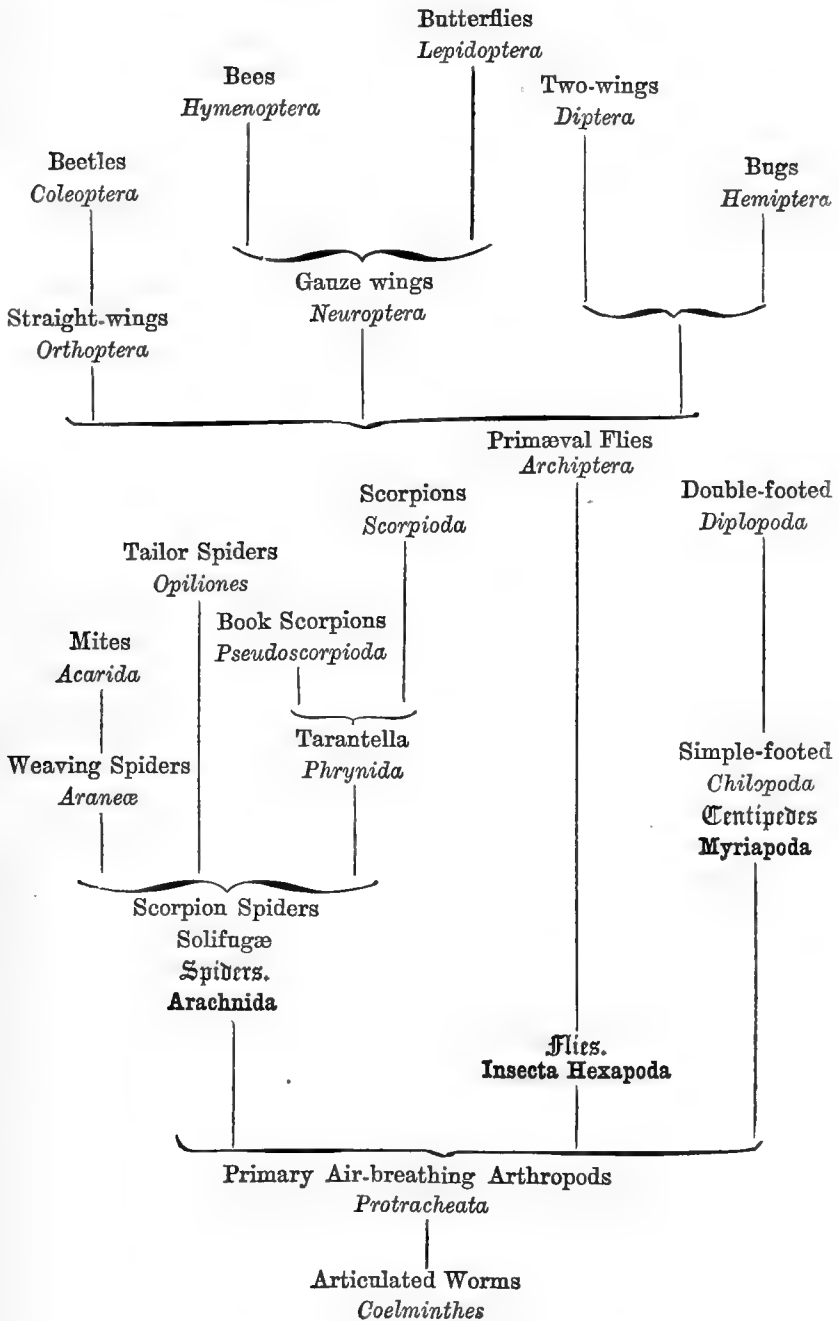 Butterflies
Lepidoptera
Bees
Hymenoptera
Two-wings
Diptera
Beetles
Coleoptera
Bugs
Hemiptera
Gauze wings
Neuroptera
Straight-wings
Orthoptera
Primæval Flies
Archiptera
Scorpions
Scorpioda
Double-footed
Diplopoda
Tailor Spiders
Opiliones
Book Scorpions
Pseudoscorpioda
Mites
Acarida
Tarantella
Phrynida
Weaving Spiders
Araneæ
Simple-footed
Chilopoda
Centipedes
Myriapoda
Scorpion Spiders
Solifugæ
Spiders.
Arachnida
Flies.
Insecta Hexapoda
Primary Air-breathing Arthropods
Protracheata
Articulated Worms
Coelminthes